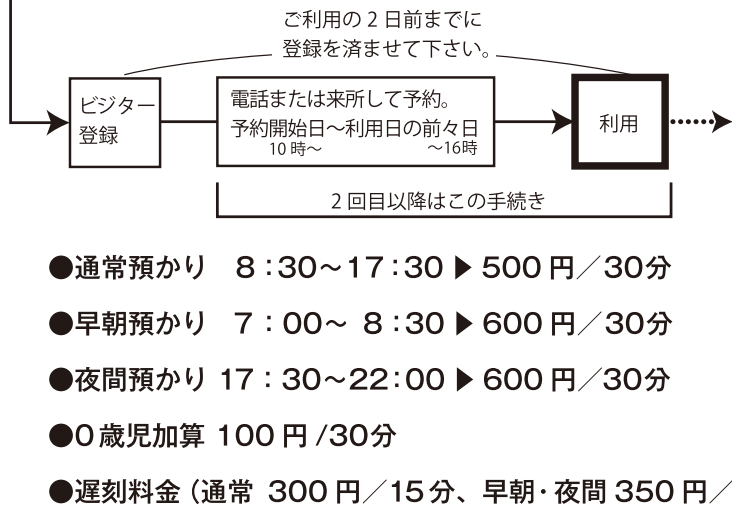 ご利用の2日前までに
登録を済ませて下さい。
ビジター
登録
電話または来所して予約。
予約開始日～利用日の前々日
10時～
～16時
利用
2回目以降はこの手続き
●通常預かり 8：30～17：30▶500円／30分
●早朝預かり 7：00～ 8：30▶600円／30分
●夜間預かり 17：30～22：00▶600円／30分
●0歳児加算 100円/30分
●遅刻料金（通常 300円／15分、早朝・夜間350円／